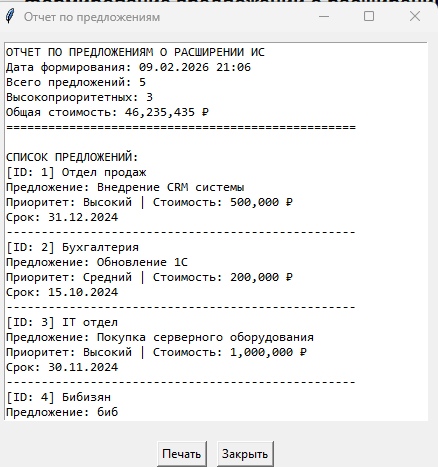 Отчет по предложениям
ОТЧЕТ ПО ПРЕДЛОЖЕНИЯМ О РАСШИРЕНИИ ИС
Дата формирования: 09.02.2026 21:06
Всего предложений: 5
Высокоприоритетных: 3
Общая стоимость: 46,235,435 ₽
==================================================
СПИСОК ПРЕДЛОЖЕНИЙ:
[ID: 1] Отдел продаж
Предложение: Внедрение CRM системы
Приоритет: Высокий | Стоимость: 500,000 ₽
Срок: 31.12.2024
--------------------------------------------------
[ID: 2] Бухгалтерия
Предложение: Обновление 1С
Приоритет: Средний | Стоимость: 200,000 ₽
Срок: 15.10.2024
--------------------------------------------------
[ID: 3] IT отдел
Предложение: Покупка серверного оборудования
Приоритет: Высокий | Стоимость: 1,000,000 ₽
Срок: 30.11.2024
--------------------------------------------------
[ID: 4] Бибизян
Предложение: биб
Печать Закрыть